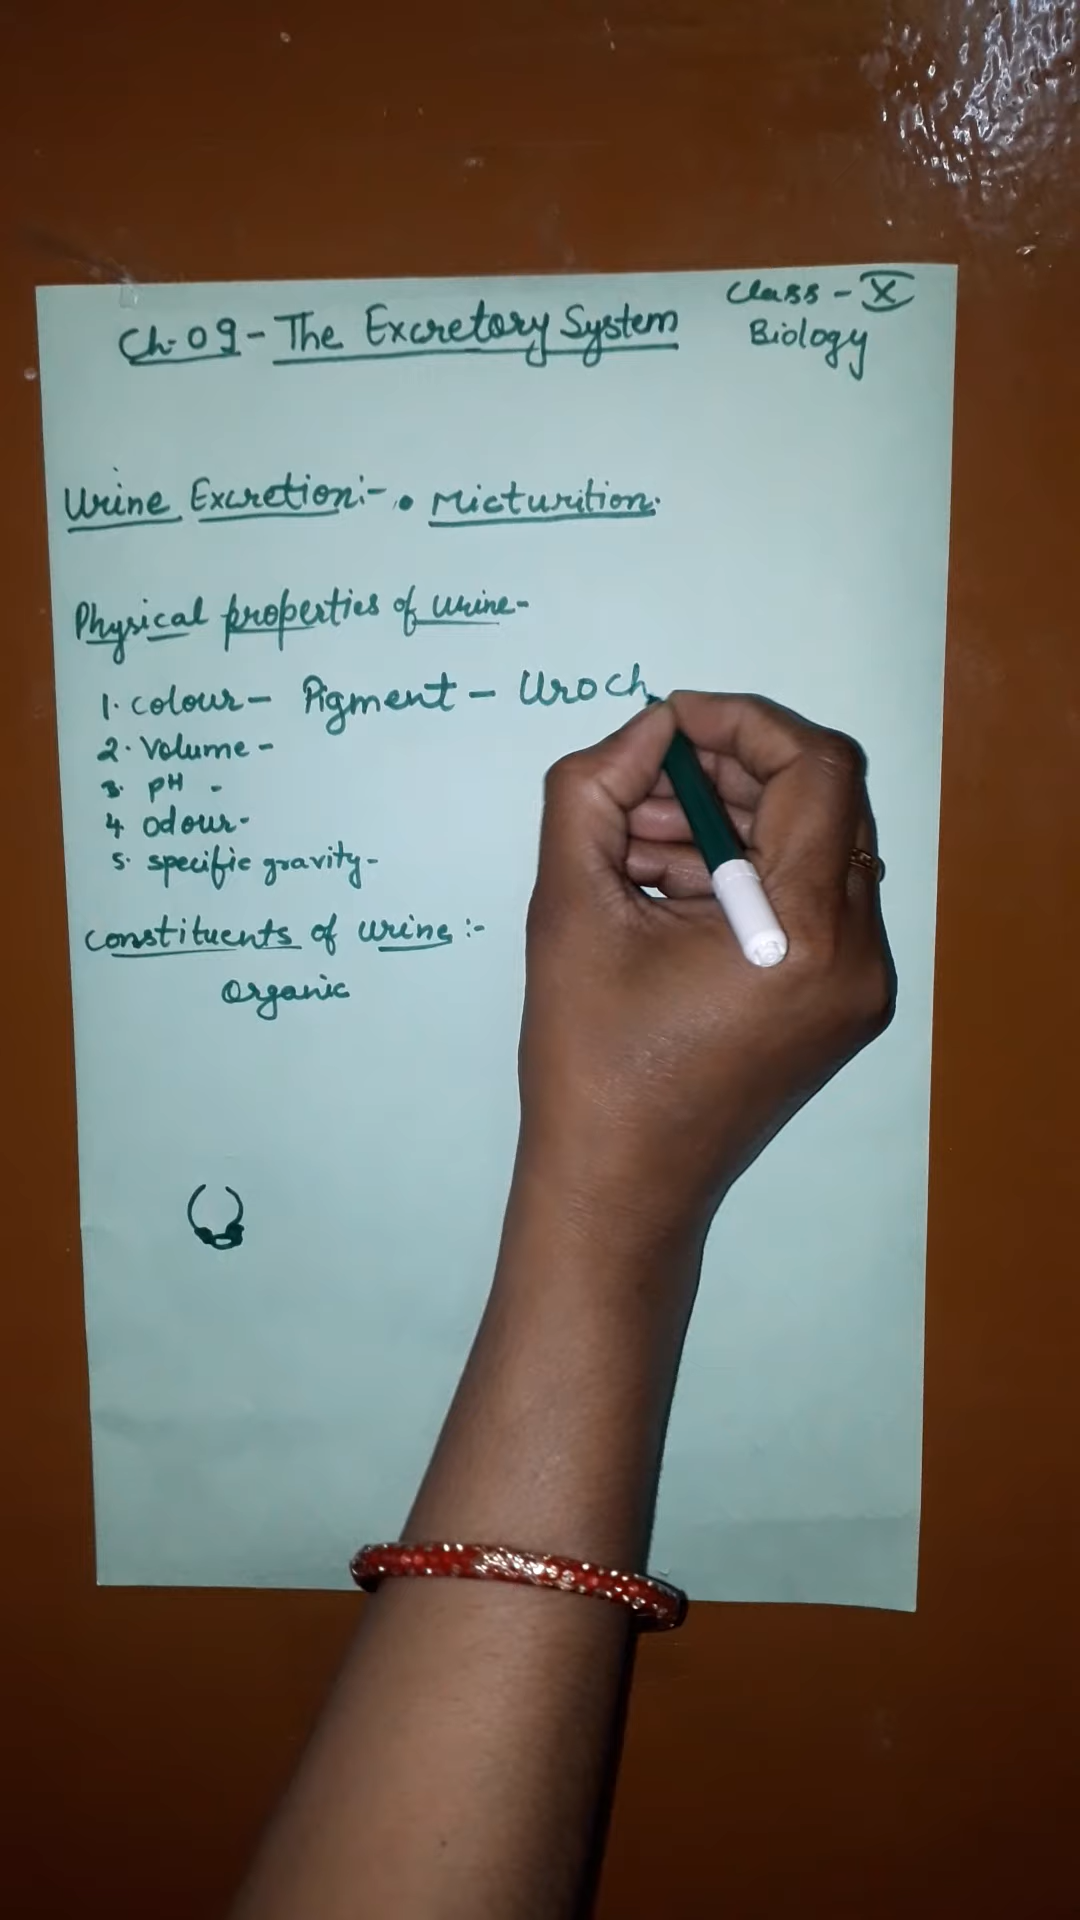 Class - X
Ch-09 - The Excretory System
Biology
Urine Excretion:- • Micturition.
Physical properties of urine-
1. colour - Pigment - Uroch
2. Volume -
3. pH -
4 odour-
5. specific gravity -
Constituents of urine :-
Organic